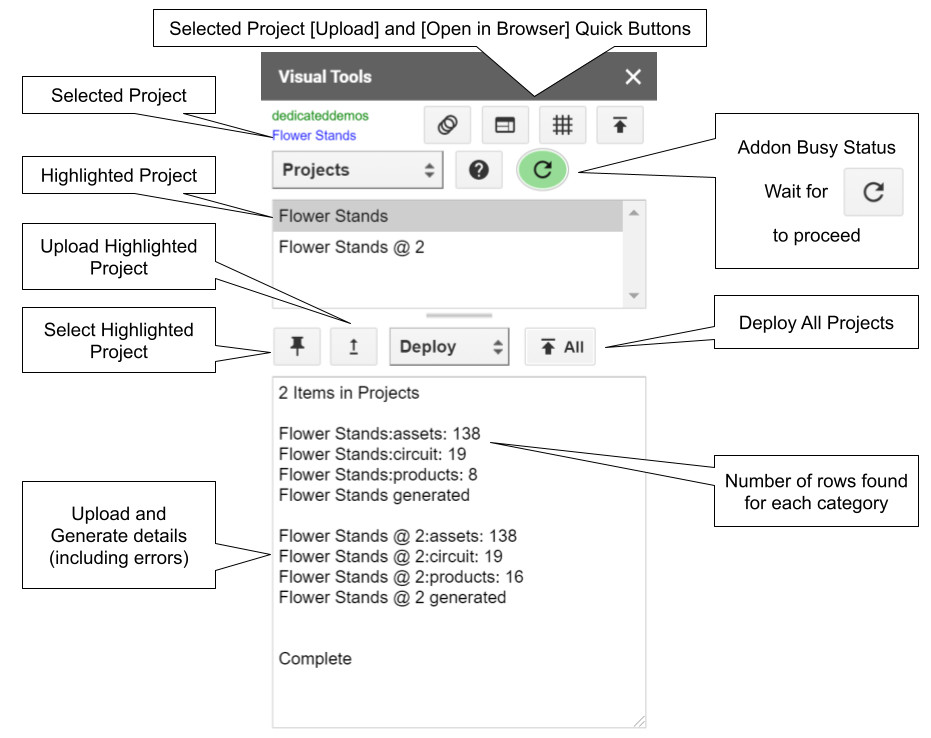 Selected Project [Upload] and [Open in Browser] Quick Buttons
Visual Tools
Selected Project
dedicateddemos
Flower Stands
Projects
Highlighted Project
Flower Stands
Flower Stands @ 2
Addon Busy Status
Wait for
to proceed
Upload Highlighted
Project
Select Highlighted
Project
Deploy
All
Deploy All Projects
2 Items in Projects
Flower Stands:assets: 138
Flower Stands:circuit: 19
Flower Stands:products: 8
Flower Stands generated
Flower Stands @ 2:assets: 138
Flower Stands @ 2:circuit: 19
Flower Stands @ 2:products: 16
Flower Stands @ 2 generated
Complete
Number of rows found
for each category
Upload and
Generate details
(including errors)